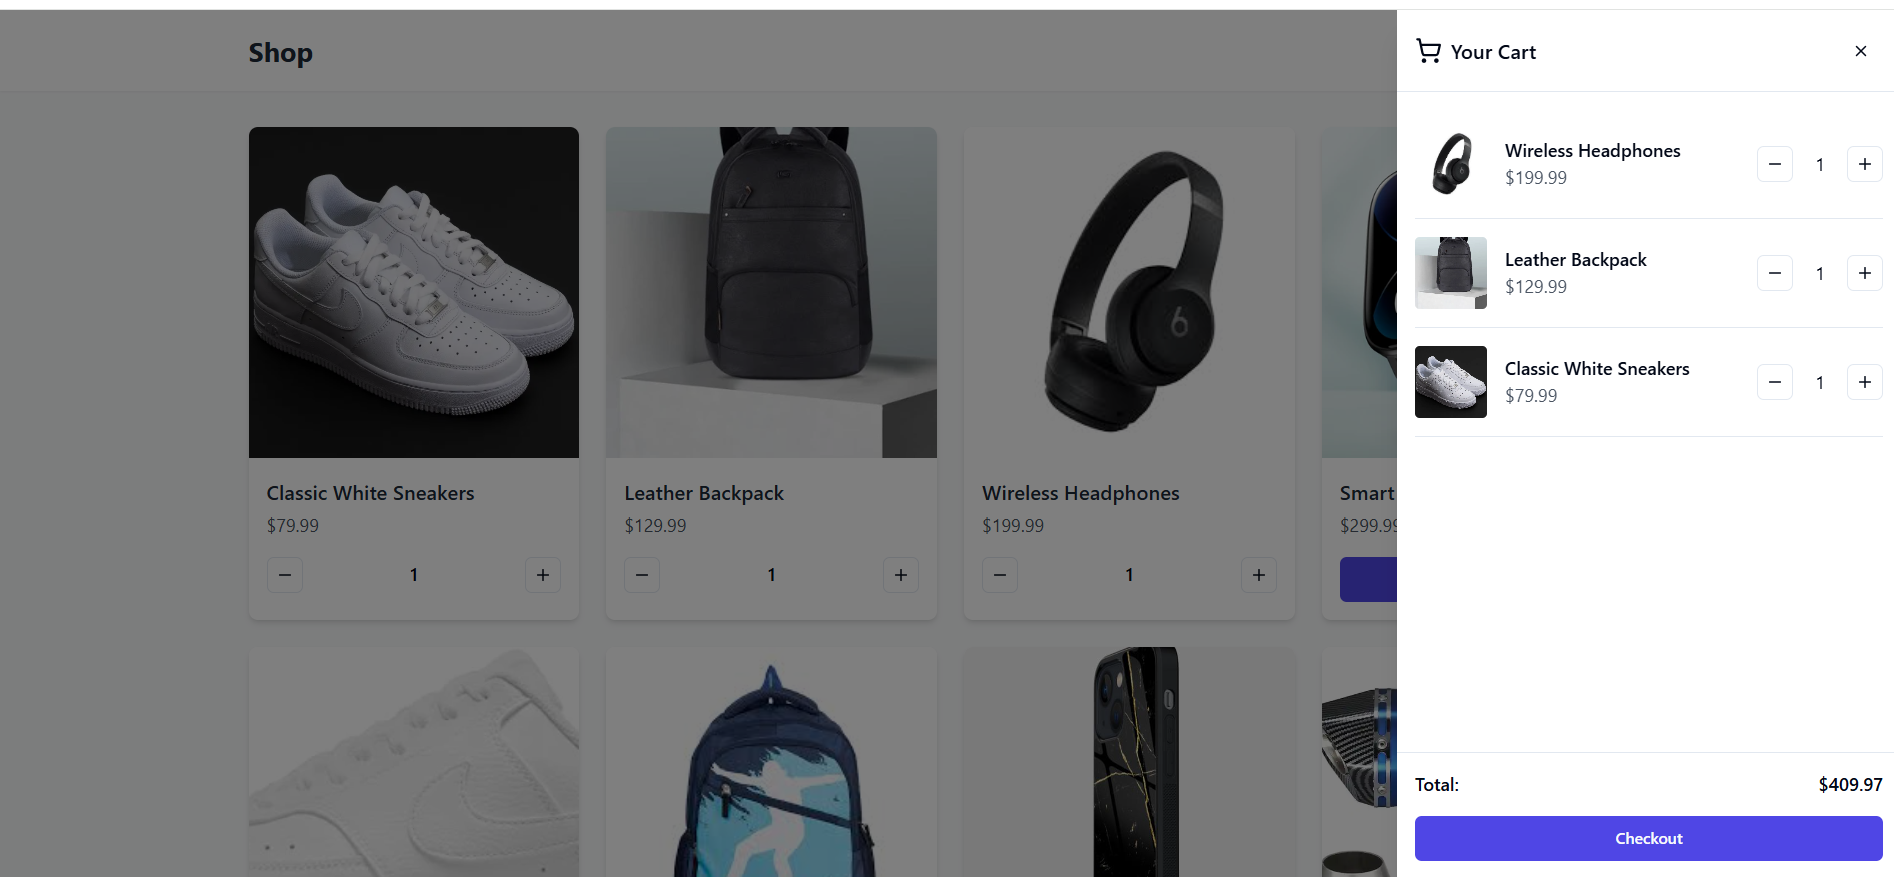 Shop
Classic White Sneakers
$79.99
1
Leather Backpack
$129.99
1
Wireless Headphones
$199.99
1
Smart
$299.99
Your Cart
Wireless Headphones
$199.99
1
Leather Backpack
$129.99
1
Classic White Sneakers
$79.99
1
Total:
$409.97
Checkout